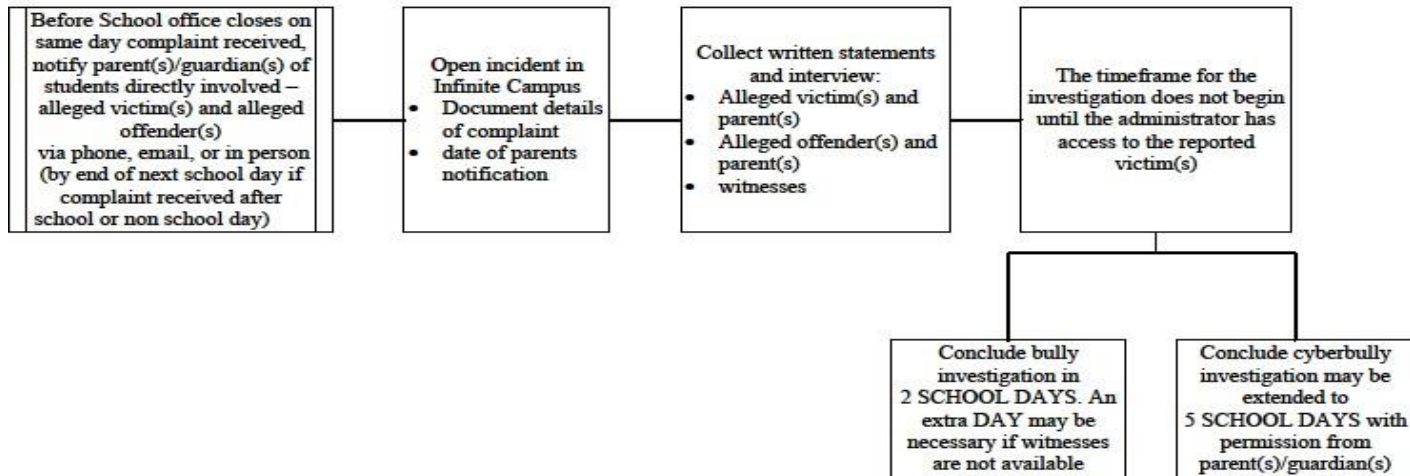 Before School office closes on
same day complaint received,
notify parent(s)/guardian(s) of
students directly involved –
alleged victim(s) and alleged
offender(s)
via phone, email, or in person
(by end of next school day if
complaint received after
school or non school day)
Open incident in
Infinite Campus
• Document details
of complaint
• date of parents
notification
Collect written statements
and interview:
• Alleged victim(s) and
parent(s)
• Alleged offender(s) and
parent(s)
• witnesses
The timeframe for the
investigation does not begin
until the administrator has
access to the reported
victim(s)
Conclude bully
investigation in
2 SCHOOL DAYS. An
extra DAY may be
necessary if witnesses
are not available
Conclude cyberbully
investigation may be
extended to
5 SCHOOL DAYS with
permission from
parent(s)/guardian(s)